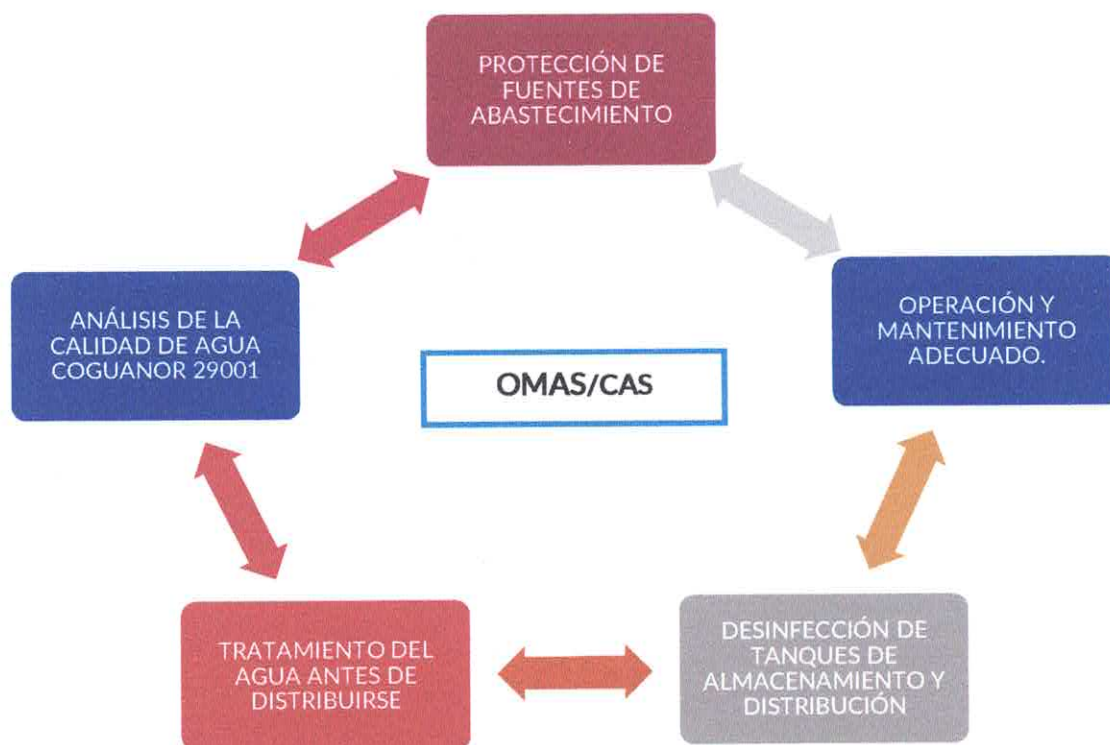 PROTECCIÓN DE
FUENTES DE
ABASTECIMIENTO
OPERACIÓN Y
MANTENIMIENTO
ADECUADO.
DESINFECCIÓN DE
TANQUES DE
ALMACENAMIENTO Y
DISTRIBUCIÓN
TRATAMIENTO DEL
AGUA ANTES DE
DISTRIBUIRSE
ANÁLISIS DE LA
CALIDAD DE AGUA
COGUANOR 29001
OMAS/CAS